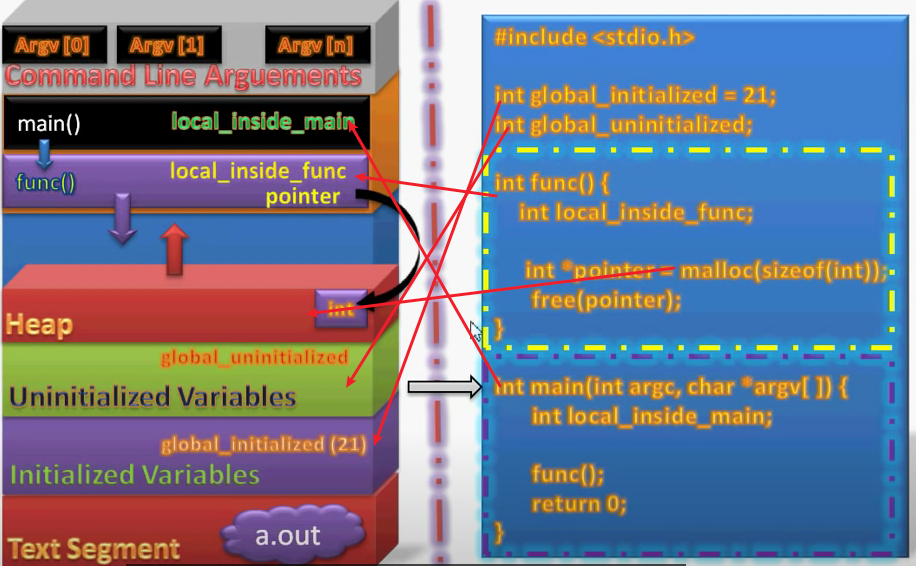 Argv [0] Argv [1] Argv [n]
Command Line Arguements
main() local_inside_main
func() local_inside_func
pointer
int
Heap
global_uninitialized
Uninitialized Variables
global_initialized (21)
Initialized Variables
a.out
Text Segment
#include <stdio.h>
int global_initialized = 21;
int global_uninitialized;
int func() {
int local_inside_func;
int *pointer = malloc(sizeof(int));
free(pointer);
}
int main(int argc, char *argv[ ]) {
int local_inside_main;
func();
return 0;
}